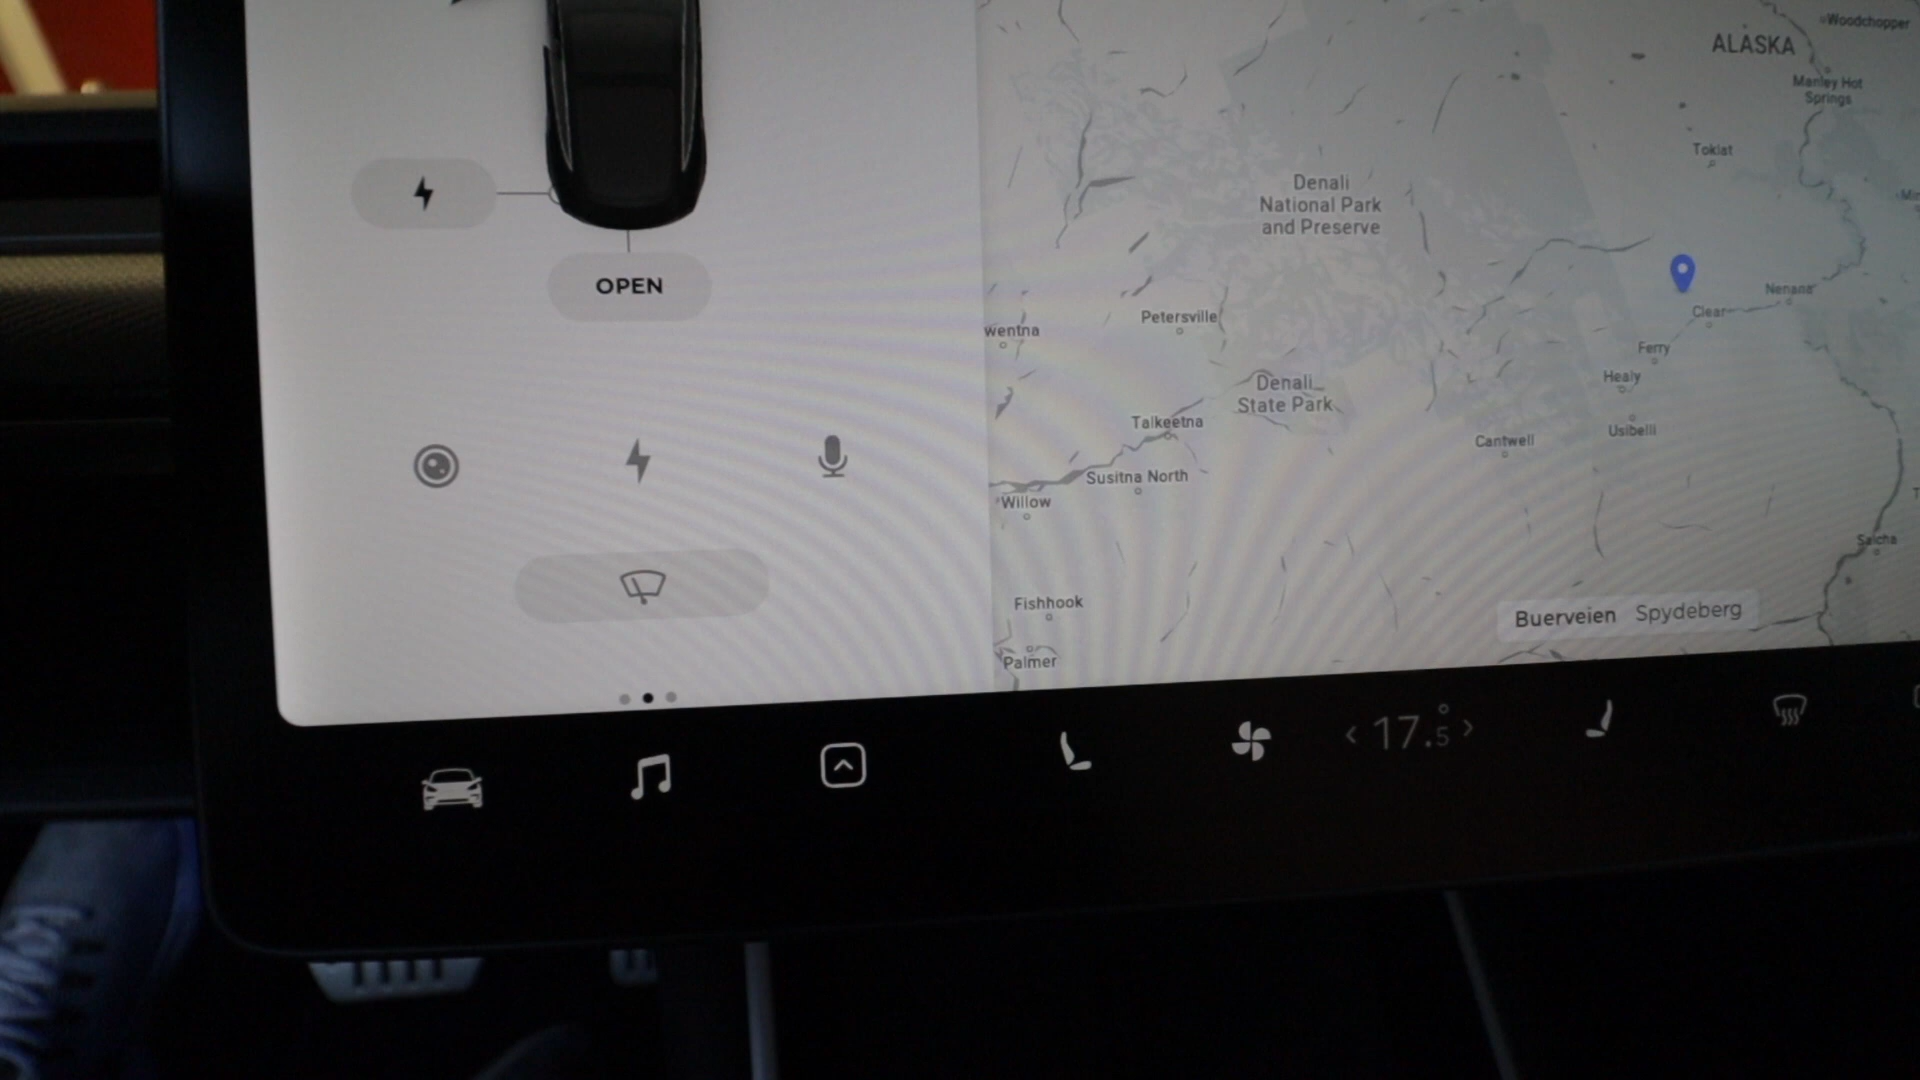 Woodchopper
ALASKA
Manley Hot
Springs
Toklat
Denali
National Park
and Preserve
OPEN
Nenana
Clear
Petersville
wentna
Ferry
Healy
Denali
State Park
Talkeetna
Usibelli
Cantwell
Susitna North
Willow
Salcha
Fishhook
Buerveien Spydeberg
Palmer
< 17.5° >